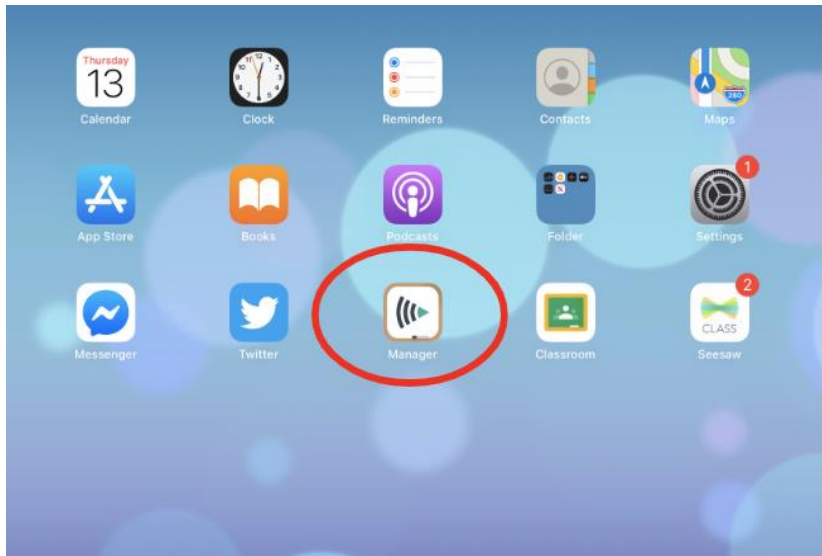 Thursday
13
Calendar
Clock
Reminders
Contacts
280
Maps
App Store
Books
Podcasts
Folder
1
Settings
Messenger
Twitter
Manager
Classroom
2
CLASS
Seesaw